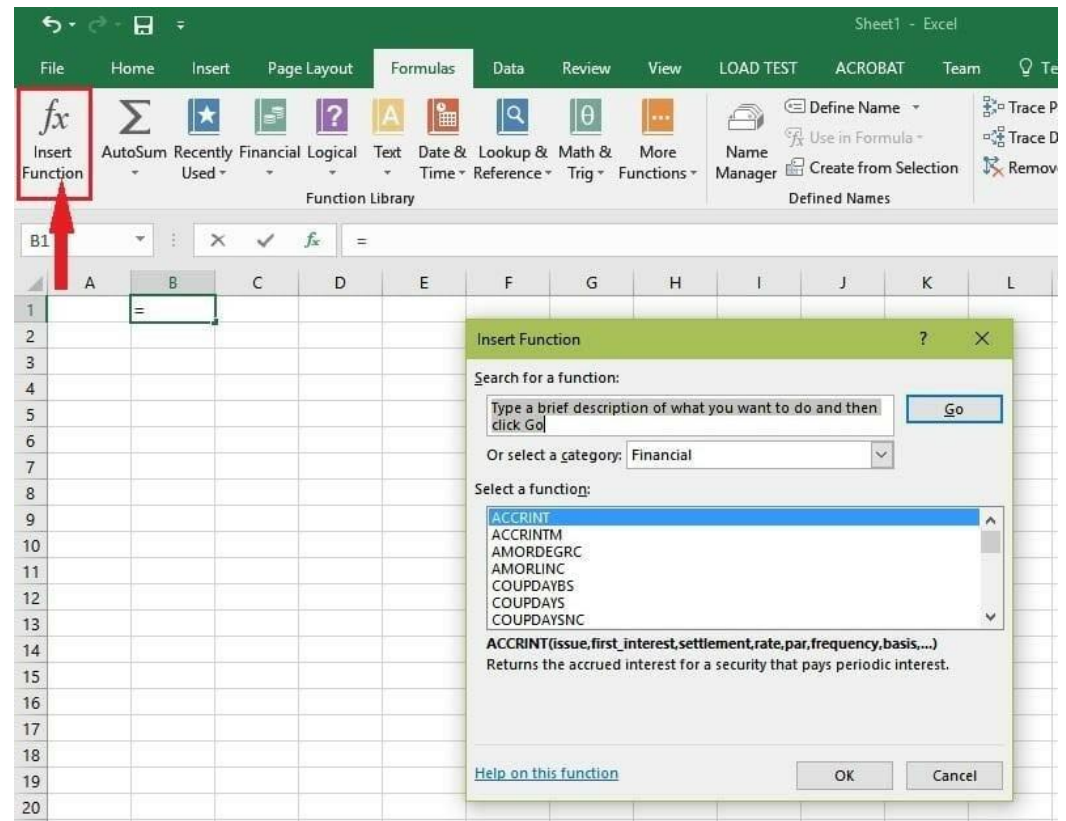 Sheet1 - Excel
File Home Insert Page Layout Formulas Data Review View LOAD TEST ACROBAT Team
fx Σ ? A θ ...
Insert Function
AutoSum
Recently Used
Financial
Logical
Text
Date & Time
Lookup & Reference
Math & Trig
More Functions
Function Library
Name Manager
Define Name
Use in Formula
Create from Selection
Defined Names
Trace
Trace
B1 fx =
A B C D E F G H I J K L
1 =
2
3
4
5
6
7
8
9
10
11
12
13
14
15
16
17
18
19
20
Insert Function ?
Search for a function:
Type a brief description of what you want to do and then
click Go
Go
Or select a category: Financial
Select a function:
ACCRINT
ACCRINTM
AMORDEGRC
AMORLINC
COUPDAYBS
COUPDAYS
COUPDAYSNC
ACCRINT(issue,first_interest,settlement,rate,par,frequency,basis,...)
Returns the accrued interest for a security that pays periodic interest.
Help on this function
OK Cancel